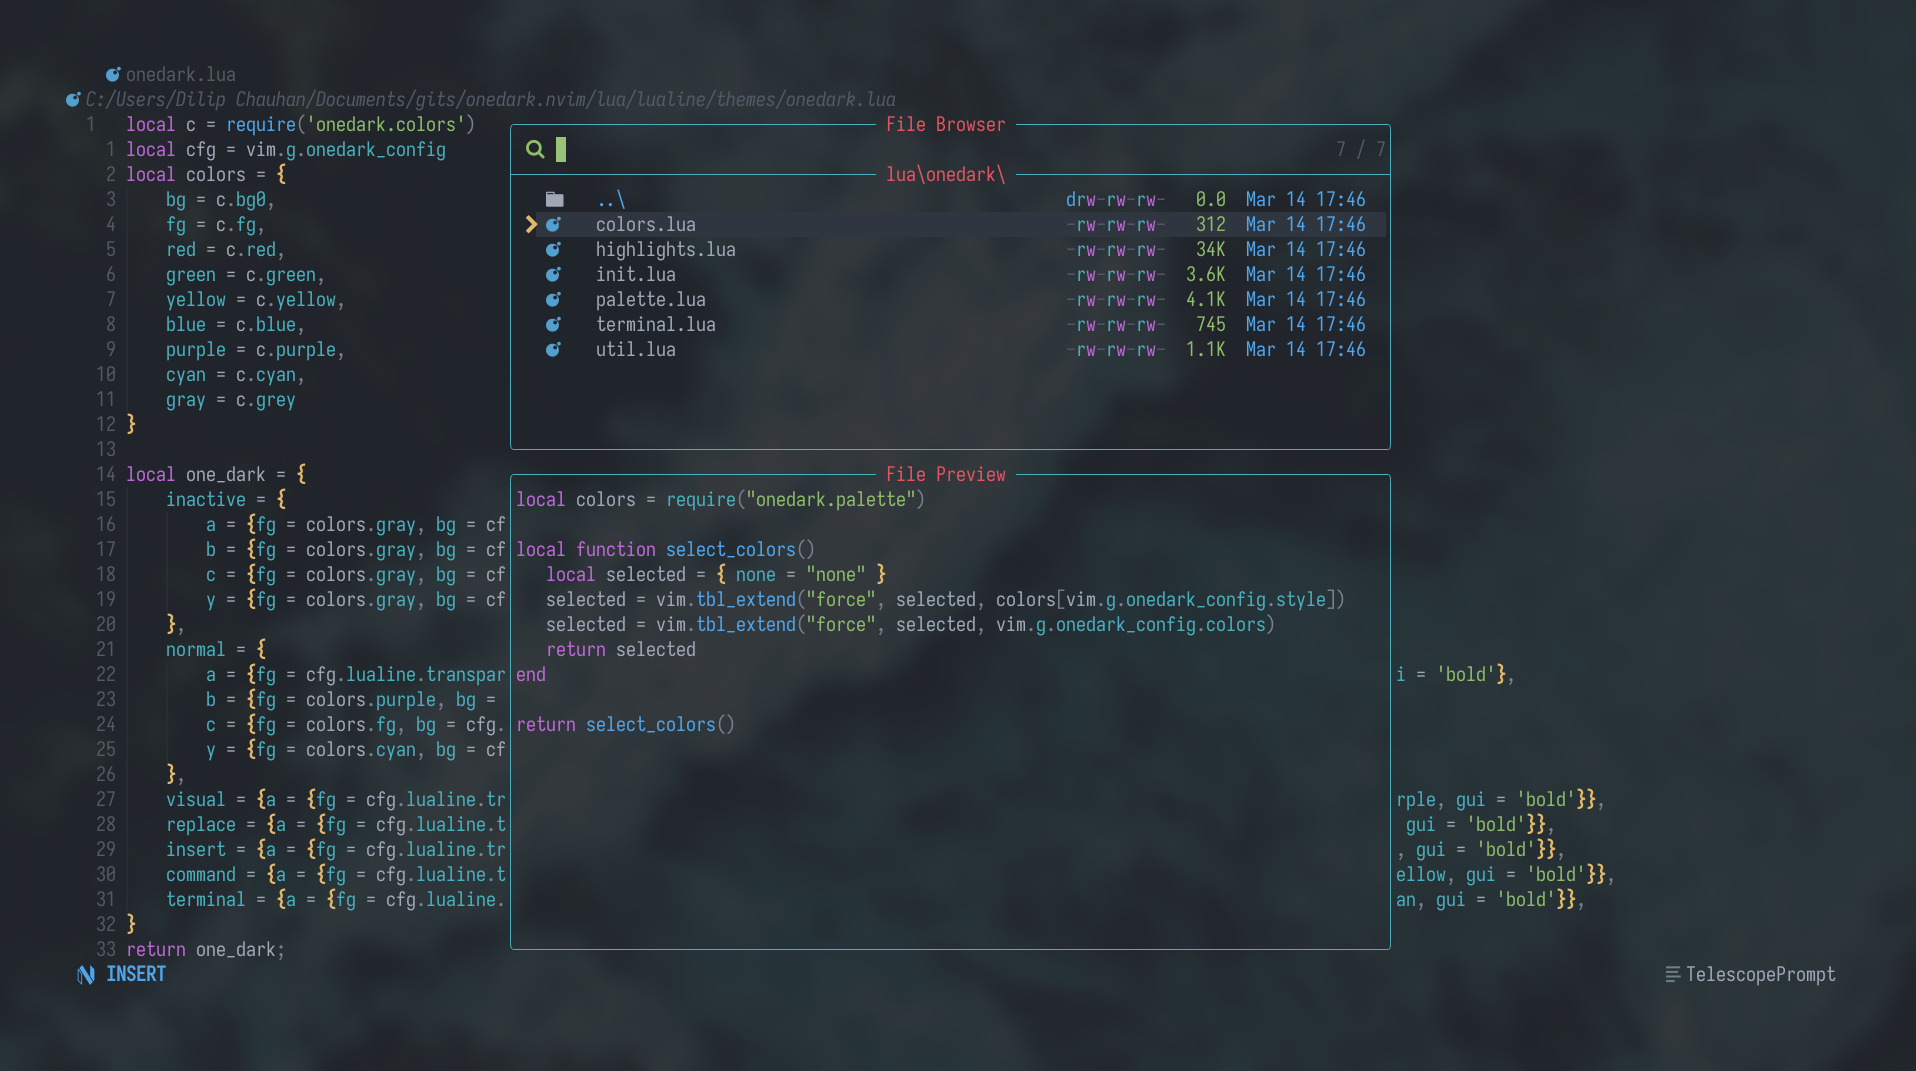 onedark.lua
C:/Users/Dilip Chauhan/Documents/gits/onedark.nvim/lua/lualine/themes/onedark.lua
1 local c = require('onedark.colors')
1 local cfg = vim.g.onedark_config
2 local colors = {
3 bg = c.bg0,
4 fg = c.fg,
5 red = c.red,
6 green = c.green,
7 yellow = c.yellow,
8 blue = c.blue,
9 purple = c.purple,
10 cyan = c.cyan,
11 gray = c.grey
12 }
13
14 local one_dark = {
15 inactive = {
16 a = {fg = colors.gray, bg = cf
17 b = {fg = colors.gray, bg = cf
18 c = {fg = colors.gray, bg = cf
19 y = {fg = colors.gray, bg = cf
20 },
21 normal = {
22 a = {fg = cfg.lualine.transpar
i = 'bold'},
23 b = {fg = colors.purple, bg =
24 c = {fg = colors.fg, bg = cfg.
25 y = {fg = colors.cyan, bg = cf
26 },
27 visual = {a = {fg = cfg.lualine.tr
rple, gui = 'bold'}},
28 replace = {a = {fg = cfg.lualine.t
gui = 'bold'}},
29 insert = {a = {fg = cfg.lualine.tr
, gui = 'bold'}},
30 command = {a = {fg = cfg.lualine.t
ellow, gui = 'bold'}},
31 terminal = {a = {fg = cfg.lualine.
an, gui = 'bold'}},
32 }
33 return one_dark;
File Browser
7 / 7
lua\onedark\
..\ drw-rw-rw- 0.0 Mar 14 17:46
colors.lua -rw-rw-rw- 312 Mar 14 17:46
highlights.lua -rw-rw-rw- 34K Mar 14 17:46
init.lua -rw-rw-rw- 3.6K Mar 14 17:46
palette.lua -rw-rw-rw- 4.1K Mar 14 17:46
terminal.lua -rw-rw-rw- 745 Mar 14 17:46
util.lua -rw-rw-rw- 1.1K Mar 14 17:46
File Preview
local colors = require("onedark.palette")
local function select_colors()
local selected = { none = "none" }
selected = vim.tbl_extend("force", selected, colors[vim.g.onedark_config.style])
selected = vim.tbl_extend("force", selected, vim.g.onedark_config.colors)
return selected
end
return select_colors()
INSERT
TelescopePrompt